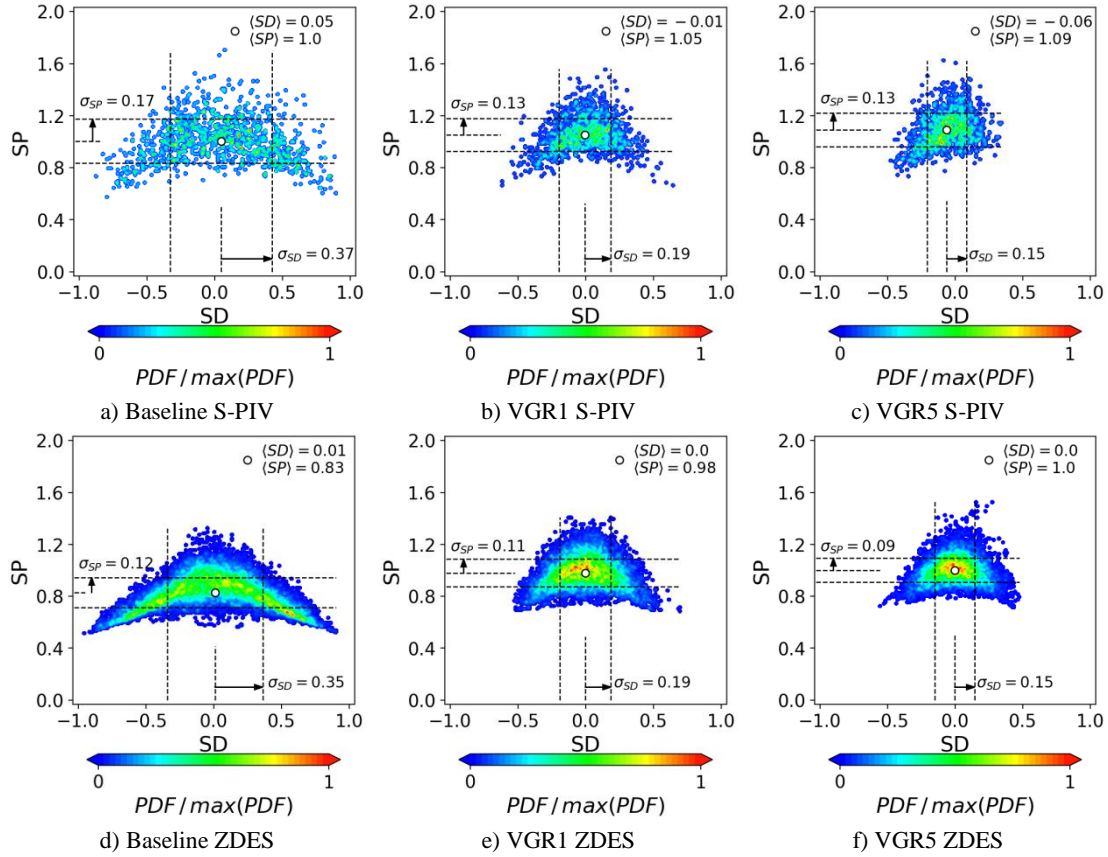 ⟨SD⟩ = 0.05
⟨SP⟩ = 1.0
σSP = 0.17
σSD = 0.37
2.0
1.6
1.2
0.8
0.4
0.0
SP
−1.0 −0.5 0.0 0.5 1.0
SD
0 1
PDF / max(PDF)
a) Baseline S-PIV
⟨SD⟩ = −0.01
⟨SP⟩ = 1.05
σSP = 0.13
σSD = 0.19
2.0
1.6
1.2
0.8
0.4
0.0
SP
−1.0 −0.5 0.0 0.5 1.0
SD
0 1
PDF / max(PDF)
b) VGR1 S-PIV
⟨SD⟩ = −0.06
⟨SP⟩ = 1.09
σSP = 0.13
σSD = 0.15
2.0
1.6
1.2
0.8
0.4
0.0
SP
−1.0 −0.5 0.0 0.5 1.0
SD
0 1
PDF / max(PDF)
c) VGR5 S-PIV
⟨SD⟩ = 0.01
⟨SP⟩ = 0.83
σSP = 0.12
σSD = 0.35
2.0
1.6
1.2
0.8
0.4
0.0
SP
−1.0 −0.5 0.0 0.5 1.0
SD
0 1
PDF / max(PDF)
d) Baseline ZDES
⟨SD⟩ = 0.0
⟨SP⟩ = 0.98
σSP = 0.11
σSD = 0.19
2.0
1.6
1.2
0.8
0.4
0.0
SP
−1.0 −0.5 0.0 0.5 1.0
SD
0 1
PDF / max(PDF)
e) VGR1 ZDES
⟨SD⟩ = 0.0
⟨SP⟩ = 1.0
σSP = 0.09
σSD = 0.15
2.0
1.6
1.2
0.8
0.4
0.0
SP
−1.0 −0.5 0.0 0.5 1.0
SD
0 1
PDF / max(PDF)
f) VGR5 ZDES